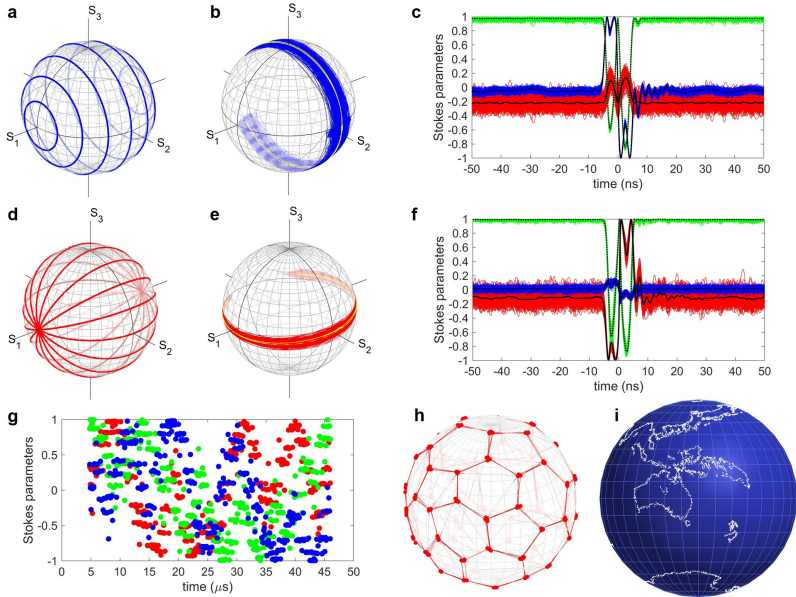 a
S3
S1
S2
b
S3
S1
S2
c
Stokes parameters
1
0.8
0.6
0.4
0.2
0
-0.2
-0.4
-0.6
-0.8
-1
-50 -40 -30 -20 -10 0 10 20 30 40 50
time (ns)
d
S3
S1
S2
e
S3
S1
S2
f
Stokes parameters
1
0.8
0.6
0.4
0.2
0
-0.2
-0.4
-0.6
-0.8
-1
-50 -40 -30 -20 -10 0 10 20 30 40 50
time (ns)
g
Stokes parameters
1
0.5
0
-0.5
-1
0 5 10 15 20 25 30 35 40 45 50
time (μs)
h
i